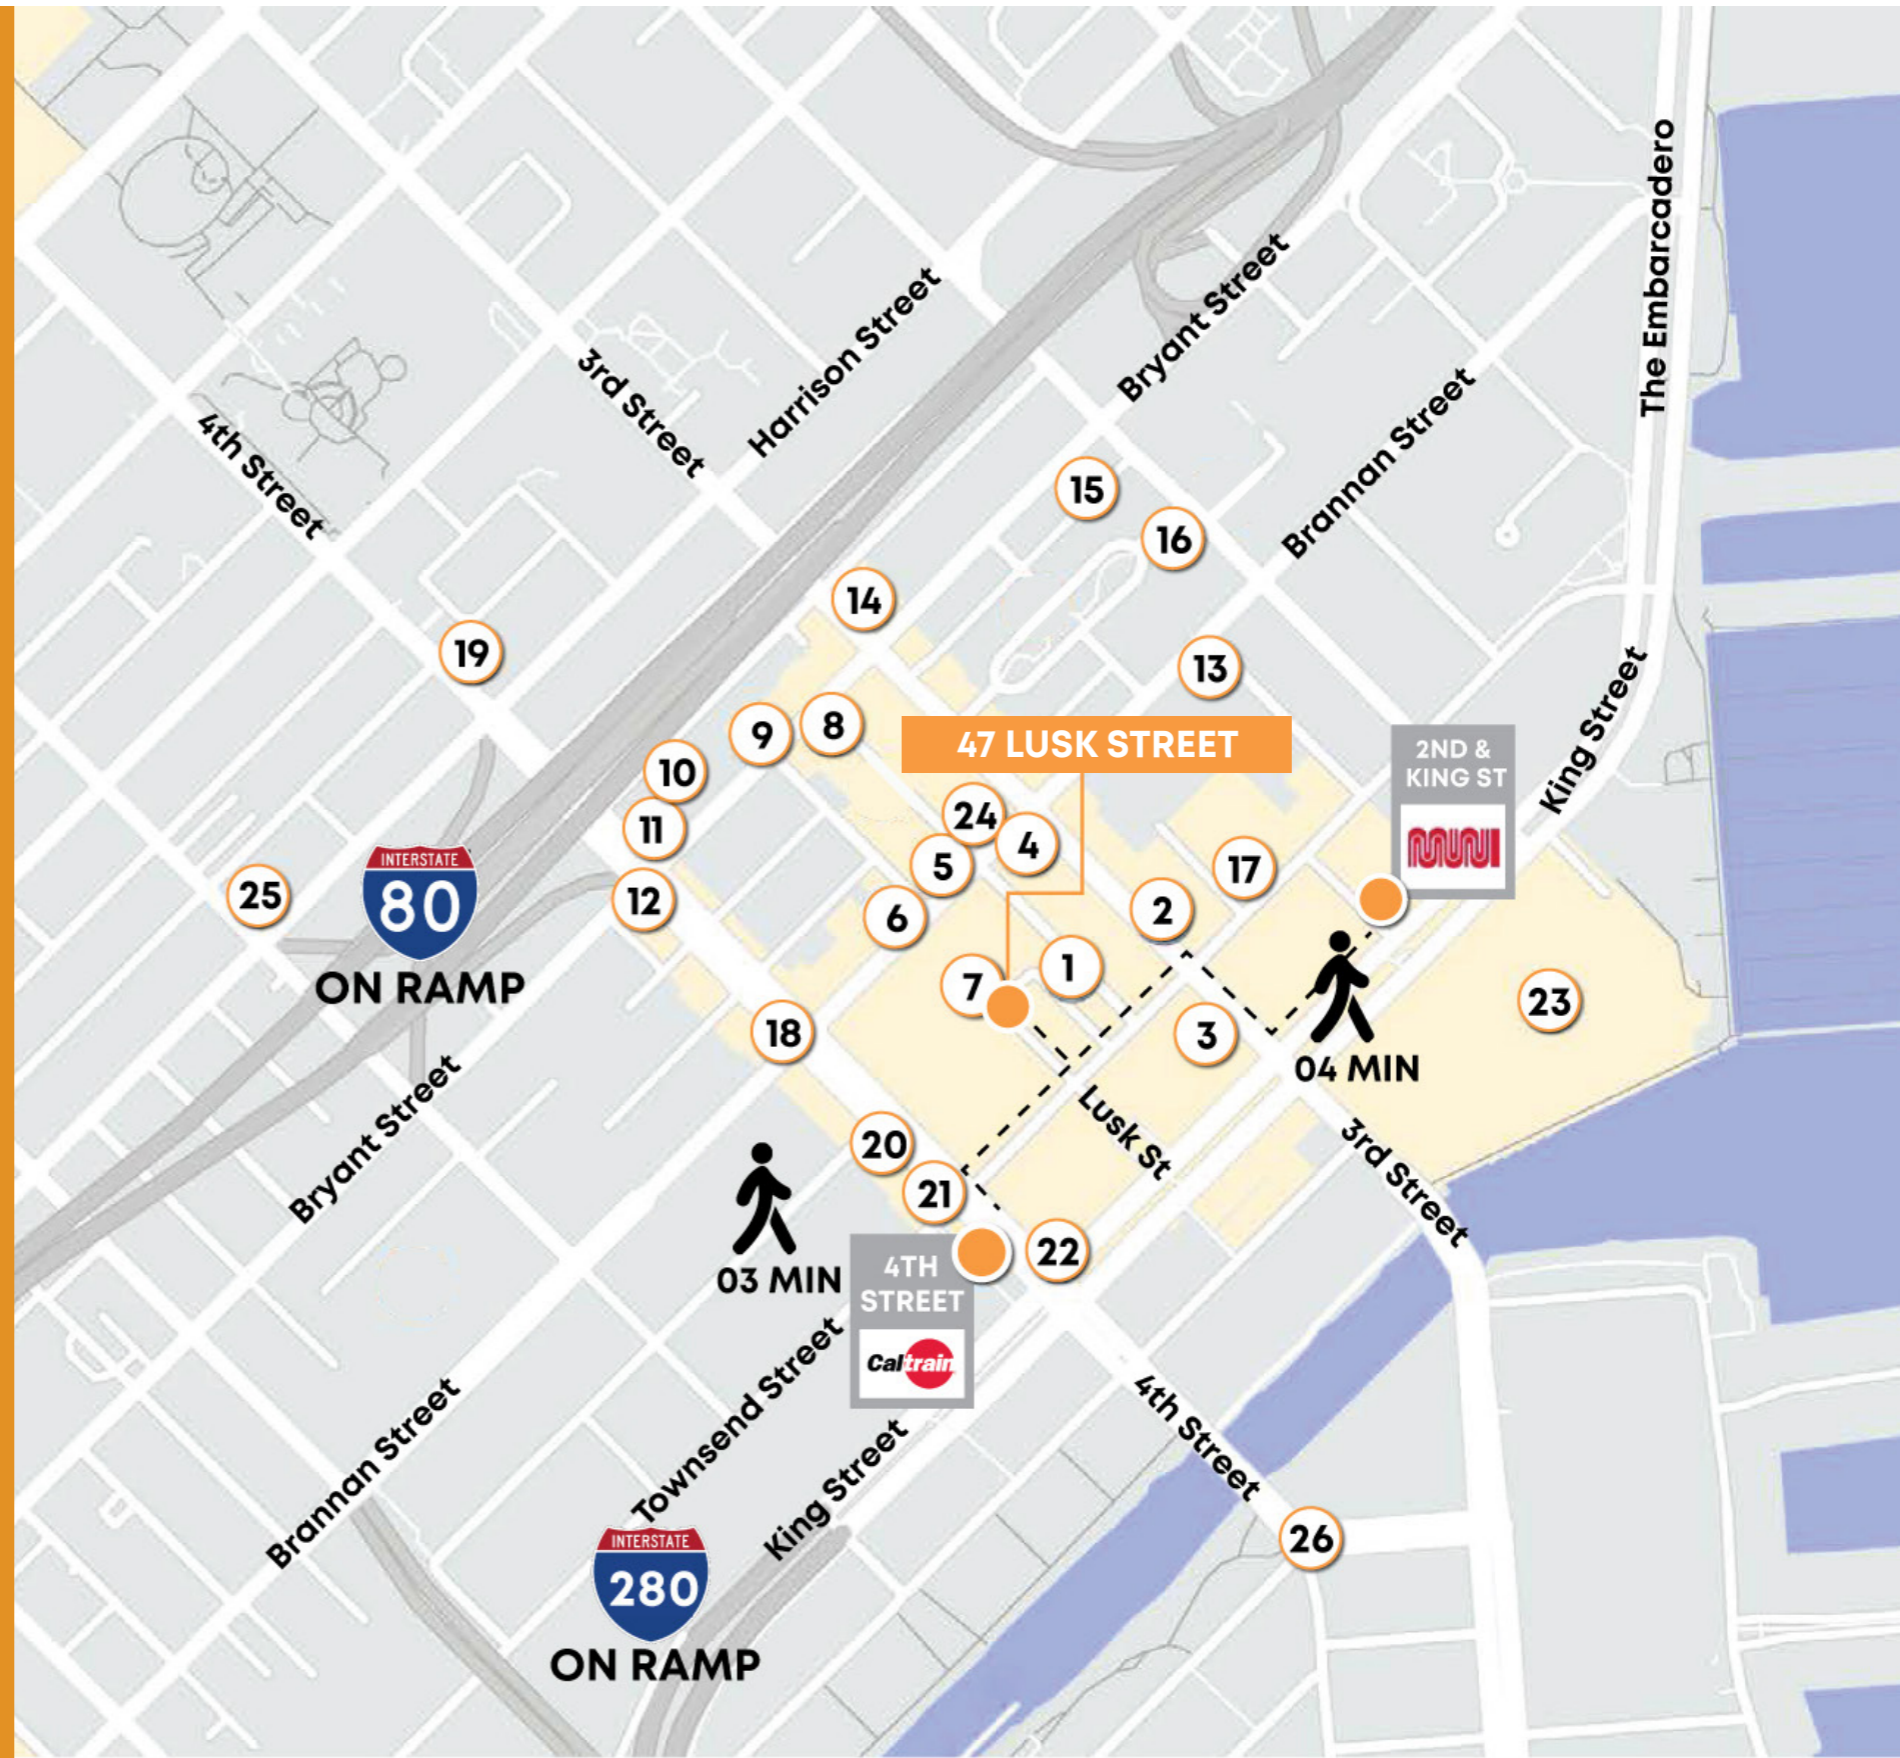 The Embarcadero
Bryant Street
Harrison Street
3rd Street
Brannan Street
4th Street
15
16
14
19
13
King Street
9
8
47 LUSK STREET
2ND &
KING ST
MUNI
10
11
24
4
5
17
INTERSTATE
80
ON RAMP
25
12
6
2
7
1
23
18
3
04 MIN
Bryant Street
Lusk St
3rd Street
20
21
03 MIN
4TH
STREET
Caltrain
22
Townsend Street
4th Street
Brannan Street
King Street
26
INTERSTATE
280
ON RAMP